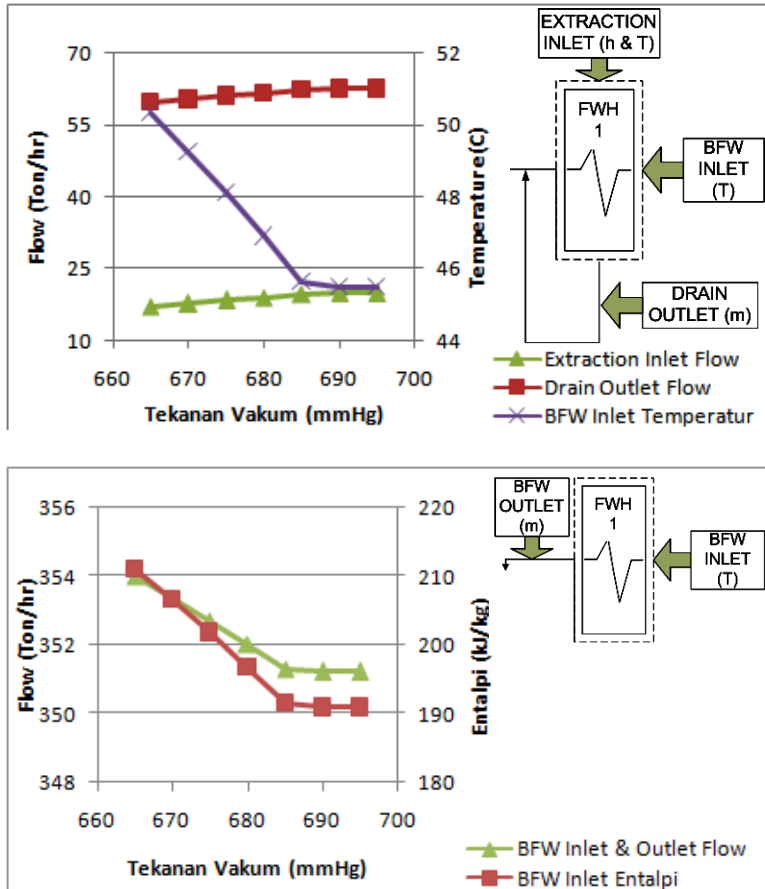 EXTRACTION
INLET (h & T)
70
55
40
25
10
Flow (Ton/hr)
52
50
48
46
44
Temperature(C)
660
670
680
690
700
Tekanan Vakum (mmHg)
FWH
1
BFW
INLET
(T)
DRAIN
OUTLET (m)
Extraction Inlet Flow
Drain Outlet Flow
BFW Inlet Temperatur
356
354
352
350
348
Flow (Ton/hr)
220
210
200
190
180
Entalpi (kJ/kg)
660
670
680
690
700
Tekanan Vakum (mmHg)
BFW
OUTLET
(m)
FWH
1
BFW
INLET
(T)
BFW Inlet & Outlet Flow
BFW Inlet Entalpi